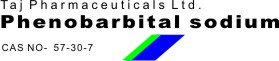 Taj Pharmaceuticals Ltd.
Phenobarbital sodium
CAS NO- 57-30-7